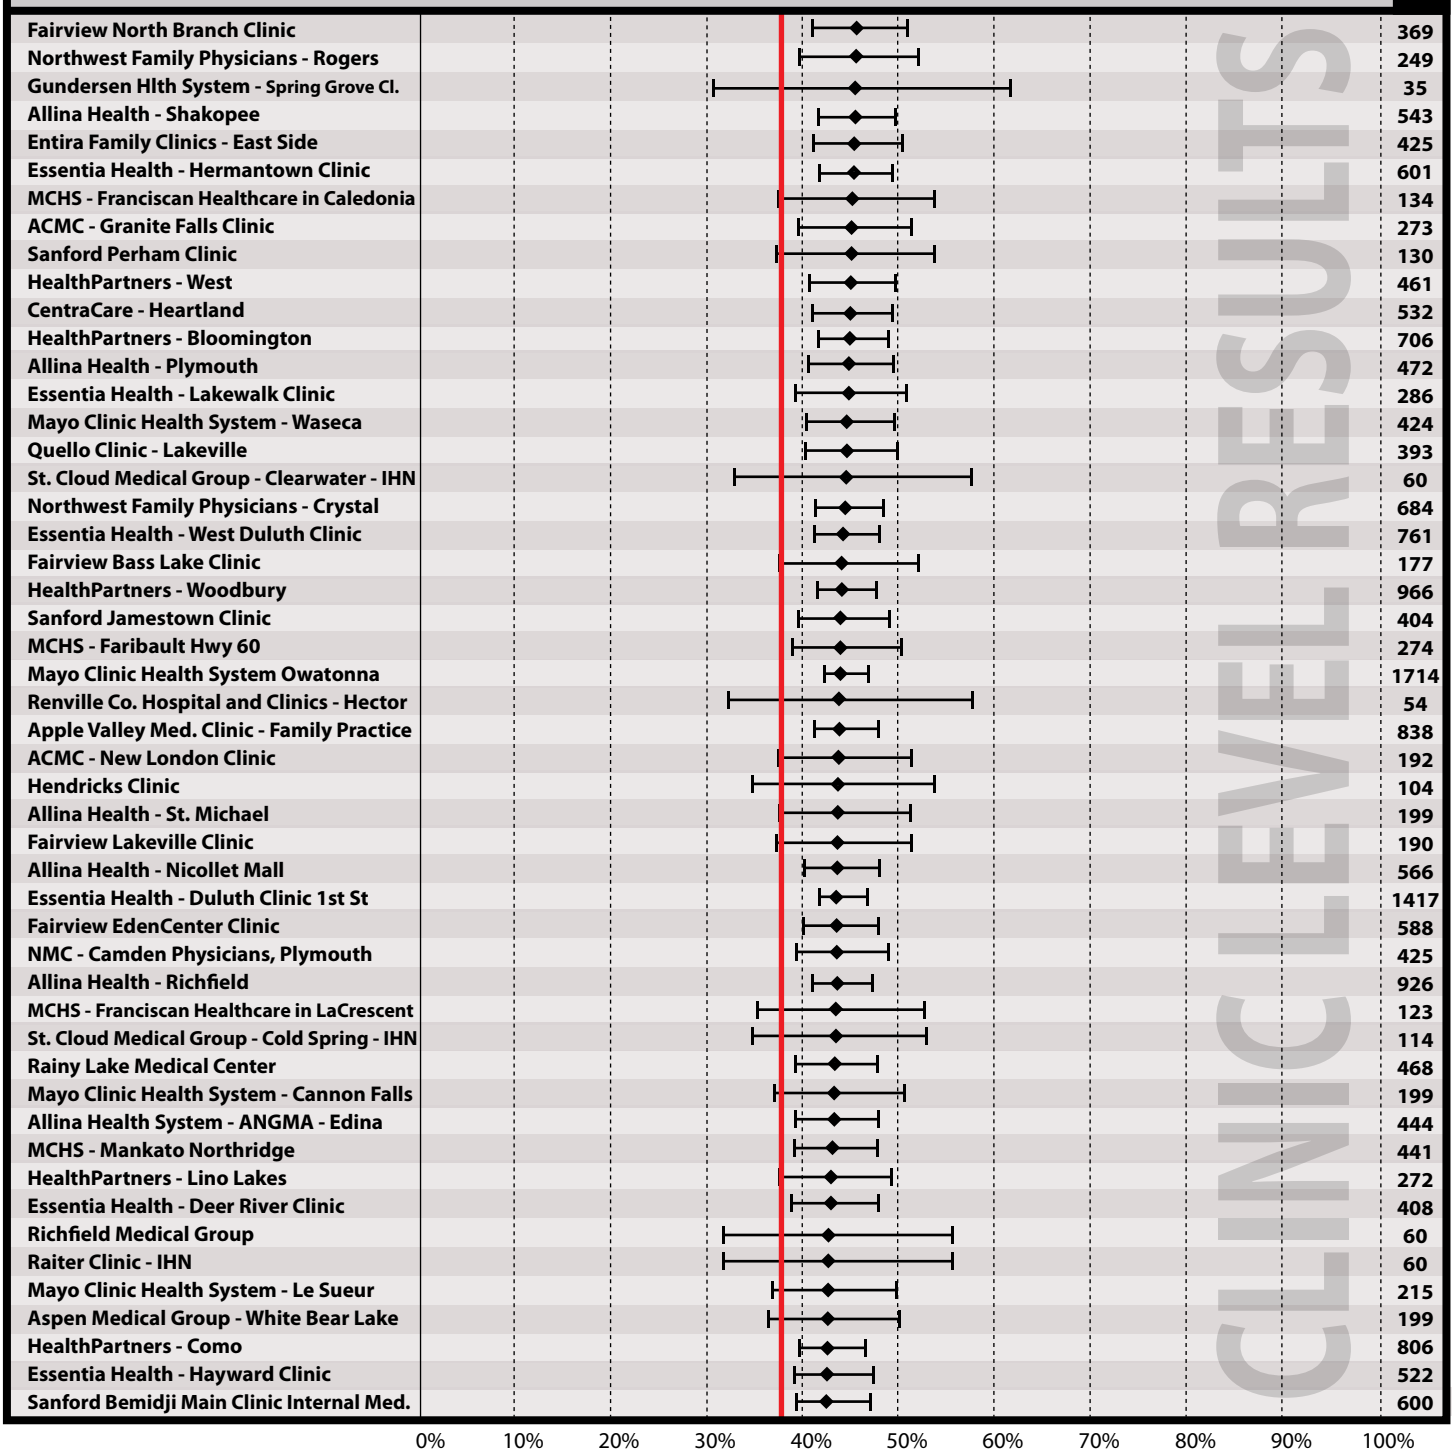 Fairview North Branch Clinic 369
Northwest Family Physicians - Rogers 249
Gundersen Hlth System - Spring Grove Cl. 35
Allina Health - Shakopee 543
Entira Family Clinics - East Side 425
Essentia Health - Hermantown Clinic 601
MCHS - Franciscan Healthcare in Caledonia 134
ACMC - Granite Falls Clinic 273
Sanford Perham Clinic 130
HealthPartners - West 461
CentraCare - Heartland 532
HealthPartners - Bloomington 706
Allina Health - Plymouth 472
Essentia Health - Lakewalk Clinic 286
Mayo Clinic Health System - Waseca 424
Quello Clinic - Lakeville 393
St. Cloud Medical Group - Clearwater - IHN 60
Northwest Family Physicians - Crystal 684
Essentia Health - West Duluth Clinic 761
Fairview Bass Lake Clinic 177
HealthPartners - Woodbury 966
Sanford Jamestown Clinic 404
MCHS - Faribault Hwy 60 274
Mayo Clinic Health System Owatonna 1714
Renville Co. Hospital and Clinics - Hector 54
Apple Valley Med. Clinic - Family Practice 838
ACMC - New London Clinic 192
Hendricks Clinic 104
Allina Health - St. Michael 199
Fairview Lakeville Clinic 190
Allina Health - Nicollet Mall 566
Essentia Health - Duluth Clinic 1st St 1417
Fairview EdenCenter Clinic 588
NMC - Camden Physicians, Plymouth 425
Allina Health - Richfield 926
MCHS - Franciscan Healthcare in LaCrescent 123
St. Cloud Medical Group - Cold Spring - IHN 114
Rainy Lake Medical Center 468
Mayo Clinic Health System - Cannon Falls 199
Allina Health System - ANGMA - Edina 444
MCHS - Mankato Northridge 441
HealthPartners - Lino Lakes 272
Essentia Health - Deer River Clinic 408
Richfield Medical Group 60
Raiter Clinic - IHN 60
Mayo Clinic Health System - Le Sueur 215
Aspen Medical Group - White Bear Lake 199
HealthPartners - Como 806
Essentia Health - Hayward Clinic 522
Sanford Bemidji Main Clinic Internal Med. 600
0% 10% 20% 30% 40% 50% 60% 70% 80% 90% 100%
CLINIC LEVEL RESULTS